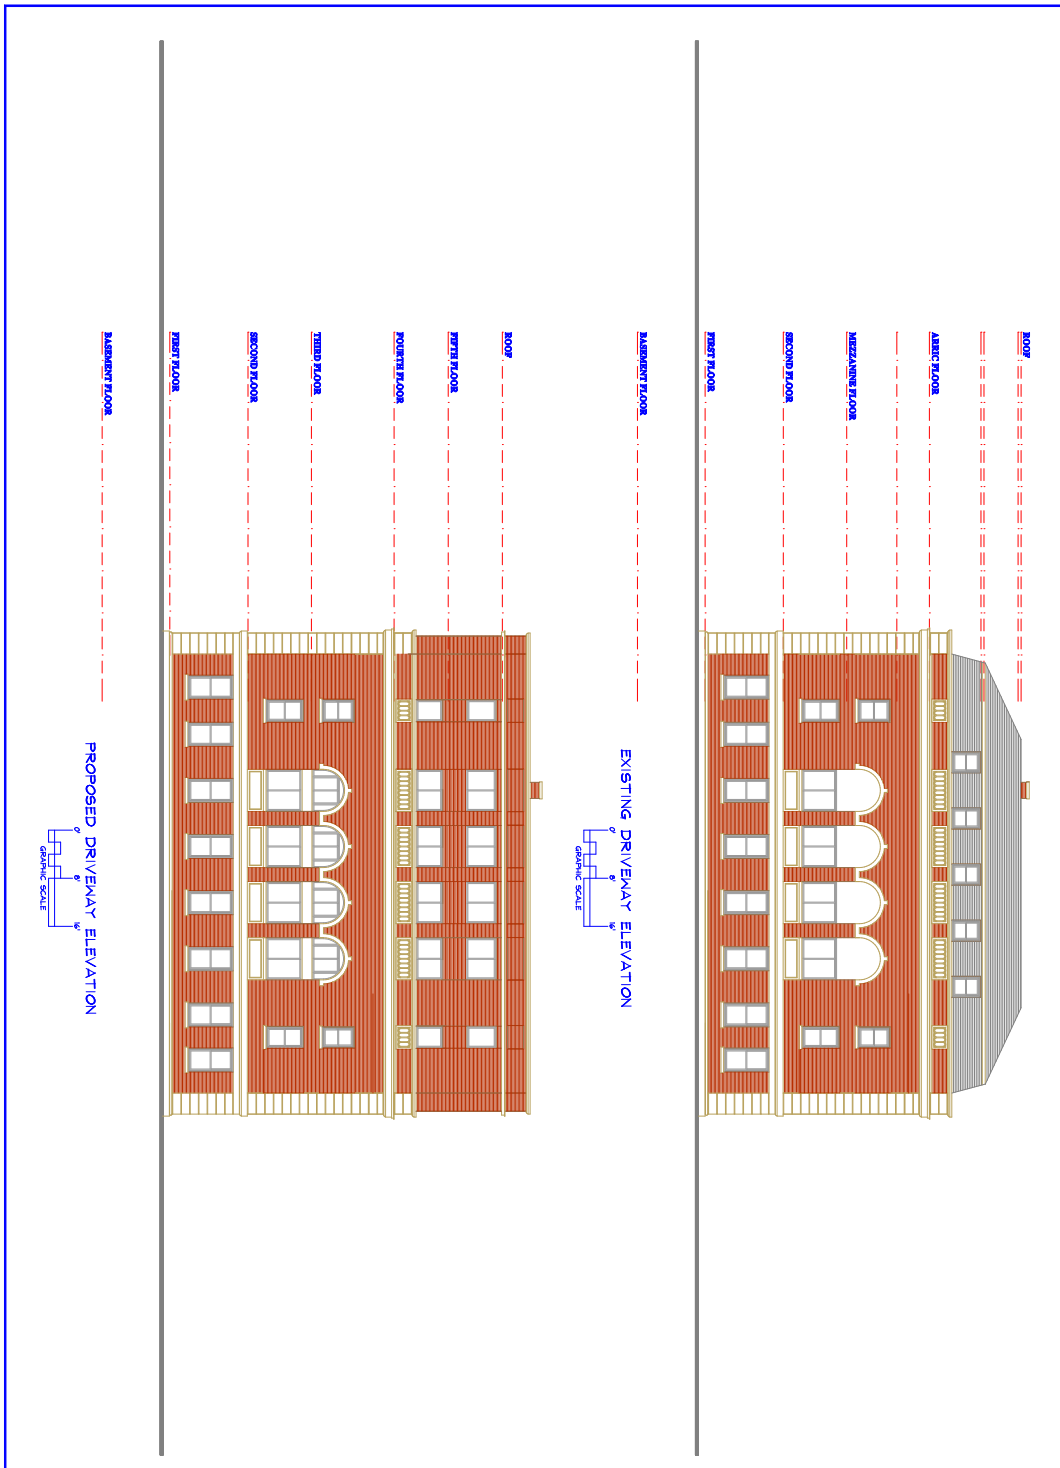 ROOF
ABRIC FLOOR
MEZZANINE FLOOR
SECOND FLOOR
FIRST FLOOR
BASEMENT FLOOR
EXISTING DRIVEWAY ELEVATION
0' 8' 16'
GRAPHIC SCALE
ROOF
FIFTH FLOOR
FOURTH FLOOR
THIRD FLOOR
SECOND FLOOR
FIRST FLOOR
BASEMENT FLOOR
PROPOSED DRIVEWAY ELEVATION
0' 8' 16'
GRAPHIC SCALE